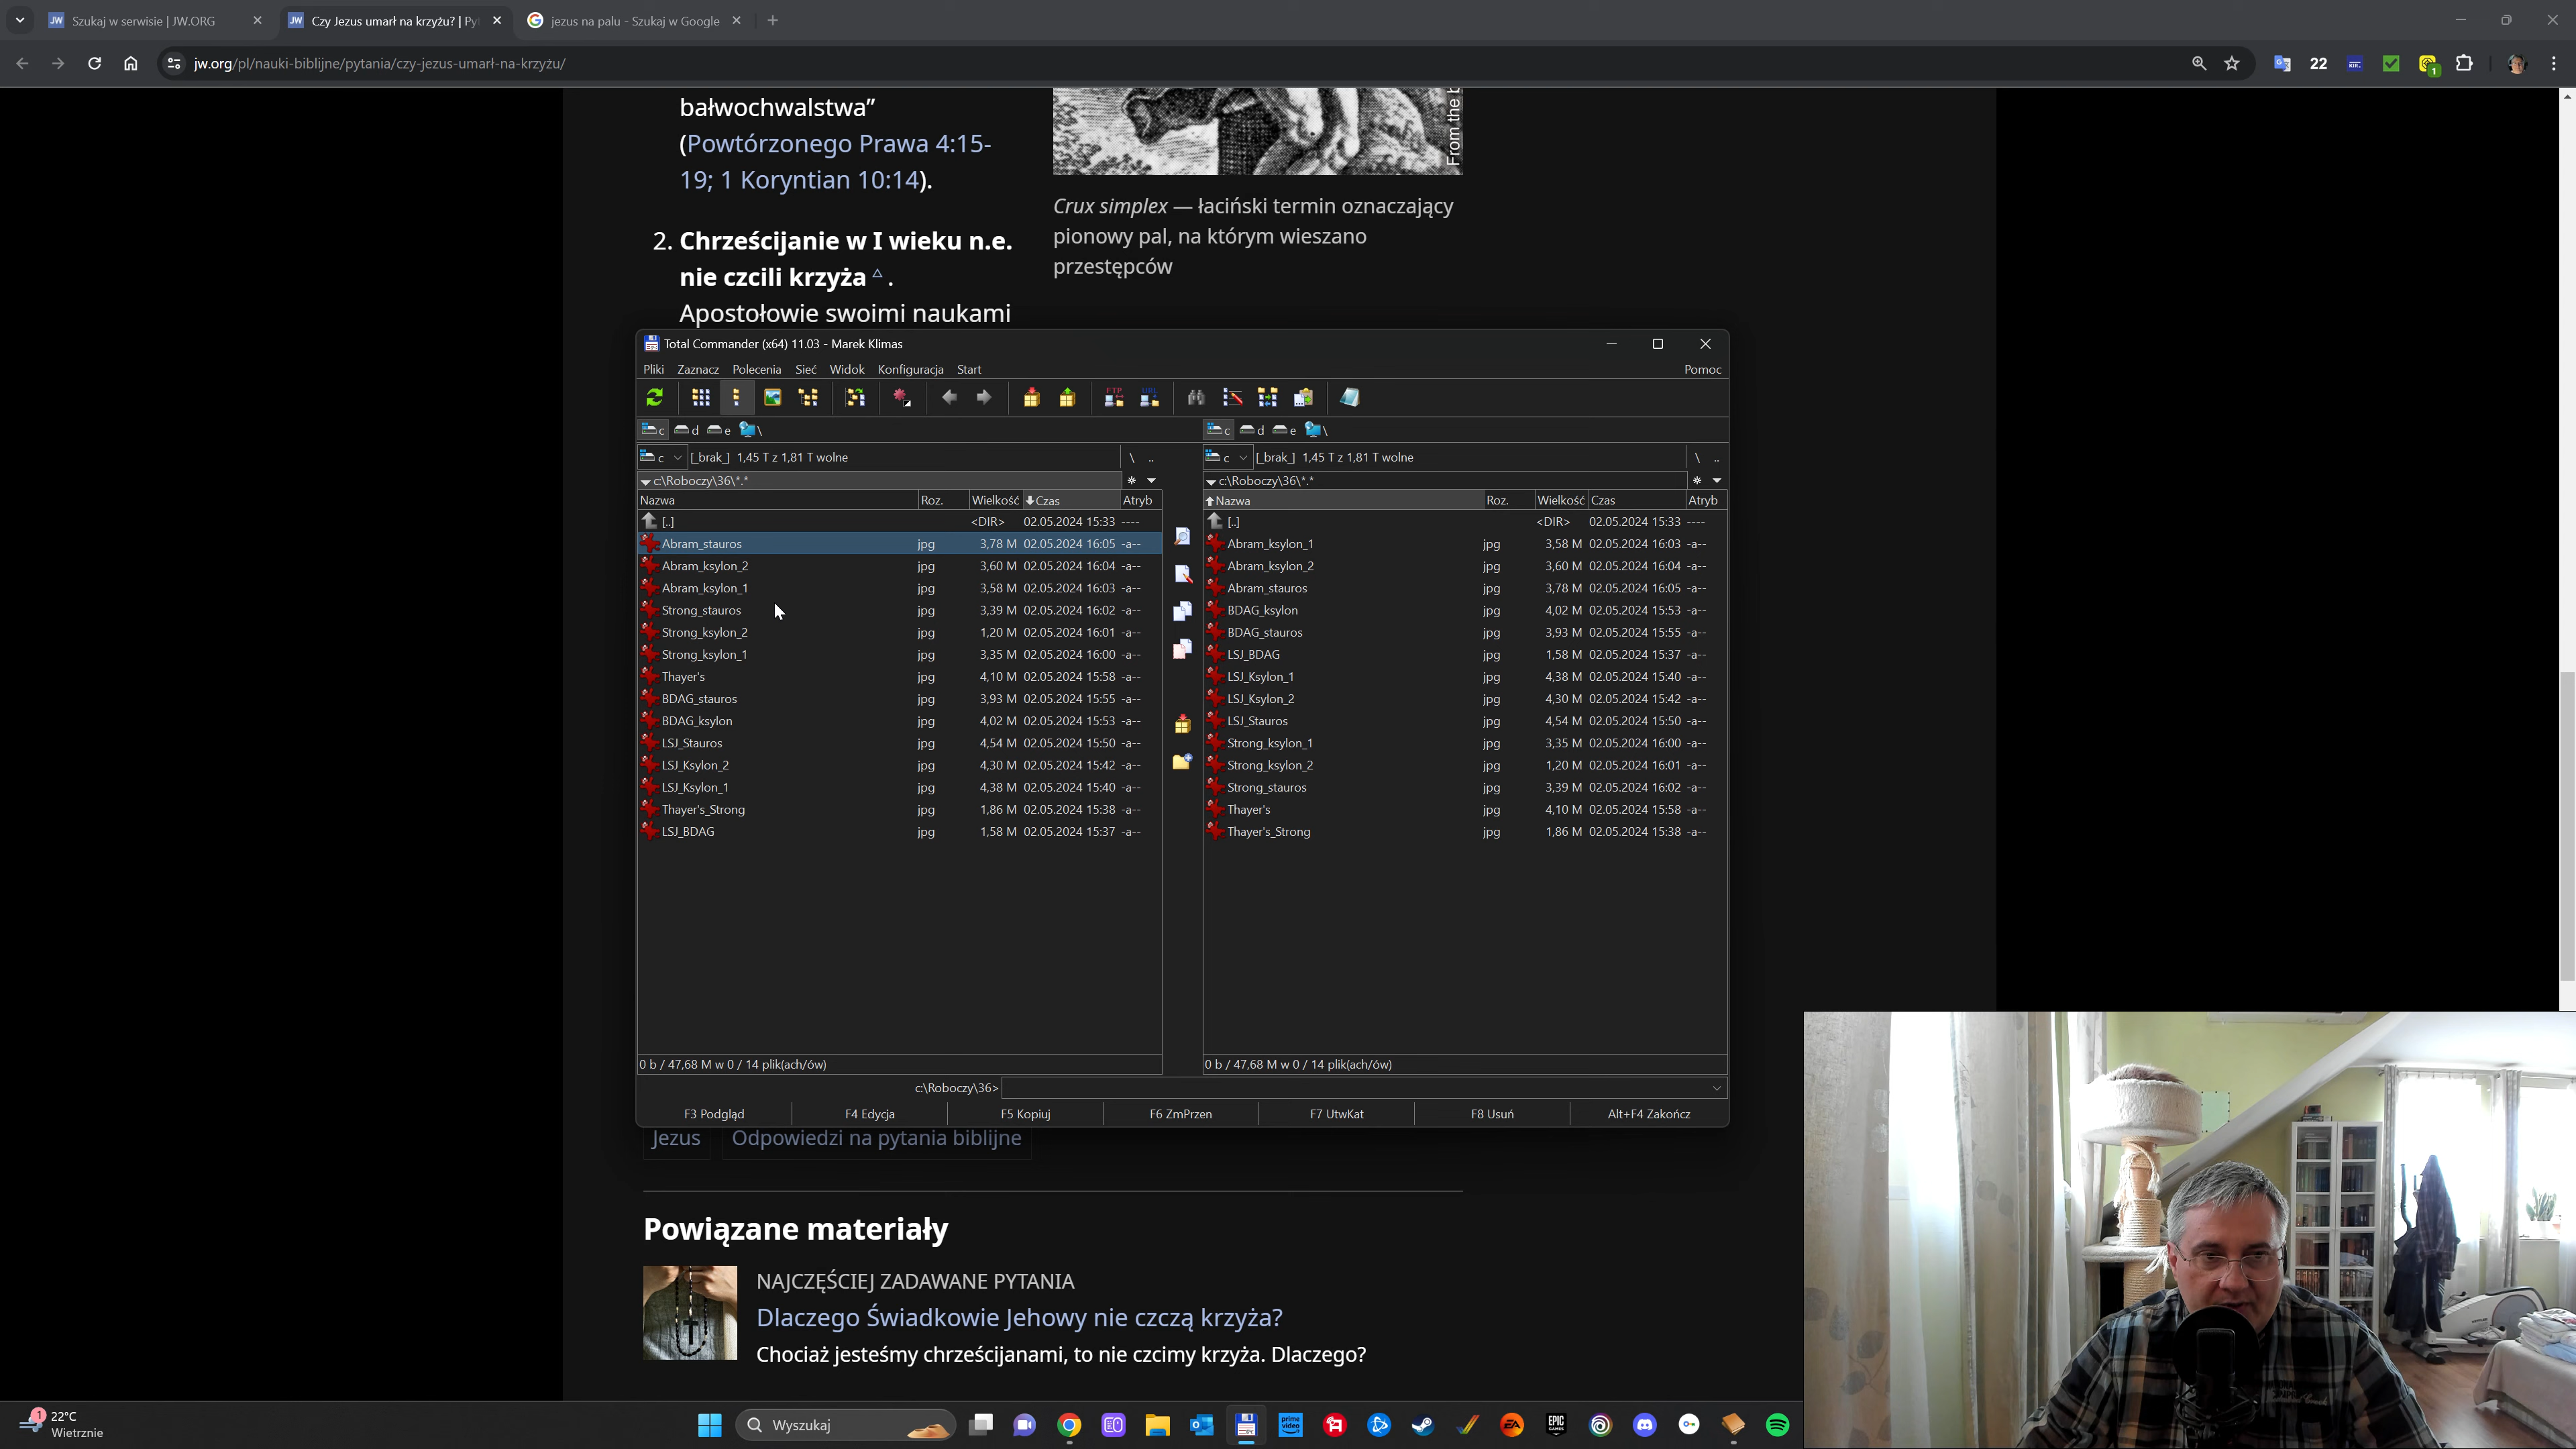 Szukaj w serwisie | JW.ORG
Czy Jezus umarł na krzyżu? | Py
jezus na palu - Szukaj w Google
jw.org/pl/nauki-biblijne/pytania/czy-jezus-umarł-na-krzyżu/
22
1
bałwochwalstwa”
(Powtórzonego Prawa 4:15-
19; 1 Koryntian 10:14).
2. Chrześcijanie w I wieku n.e.
nie czcili krzyża △ .
Apostołowie swoimi naukami
From the b
Crux simplex — łaciński termin oznaczający
pionowy pal, na którym wieszano
przestępców
Total Commander (x64) 11.03 - Marek Klimas
Pliki Zaznacz Polecenia Sieć Widok Konfiguracja Start Pomoc
FTP URL
c d e \ c d e \
c [_brak_] 1,45 T z 1,81 T wolne \ .. c [_brak_] 1,45 T z 1,81 T wolne \ ..
c:\Roboczy\36\*.* * c:\Roboczy\36\*.* *
Nazwa Roz. Wielkość Czas Atryb Nazwa Roz. Wielkość Czas Atryb
[..] <DIR> 02.05.2024 15:33 ---- [..] <DIR> 02.05.2024 15:33 ----
Abram_stauros jpg 3,78 M 02.05.2024 16:05 -a-- Abram_ksylon_1 jpg 3,58 M 02.05.2024 16:03 -a--
Abram_ksylon_2 jpg 3,60 M 02.05.2024 16:04 -a-- Abram_ksylon_2 jpg 3,60 M 02.05.2024 16:04 -a--
Abram_ksylon_1 jpg 3,58 M 02.05.2024 16:03 -a-- Abram_stauros jpg 3,78 M 02.05.2024 16:05 -a--
Strong_stauros jpg 3,39 M 02.05.2024 16:02 -a-- BDAG_ksylon jpg 4,02 M 02.05.2024 15:53 -a--
Strong_ksylon_2 jpg 1,20 M 02.05.2024 16:01 -a-- BDAG_stauros jpg 3,93 M 02.05.2024 15:55 -a--
Strong_ksylon_1 jpg 3,35 M 02.05.2024 16:00 -a-- LSJ_BDAG jpg 1,58 M 02.05.2024 15:37 -a--
Thayer's jpg 4,10 M 02.05.2024 15:58 -a-- LSJ_Ksylon_1 jpg 4,38 M 02.05.2024 15:40 -a--
BDAG_stauros jpg 3,93 M 02.05.2024 15:55 -a-- LSJ_Ksylon_2 jpg 4,30 M 02.05.2024 15:42 -a--
BDAG_ksylon jpg 4,02 M 02.05.2024 15:53 -a-- LSJ_Stauros jpg 4,54 M 02.05.2024 15:50 -a--
LSJ_Stauros jpg 4,54 M 02.05.2024 15:50 -a-- Strong_ksylon_1 jpg 3,35 M 02.05.2024 16:00 -a--
LSJ_Ksylon_2 jpg 4,30 M 02.05.2024 15:42 -a-- Strong_ksylon_2 jpg 1,20 M 02.05.2024 16:01 -a--
LSJ_Ksylon_1 jpg 4,38 M 02.05.2024 15:40 -a-- Strong_stauros jpg 3,39 M 02.05.2024 16:02 -a--
Thayer's_Strong jpg 1,86 M 02.05.2024 15:38 -a-- Thayer's jpg 4,10 M 02.05.2024 15:58 -a--
LSJ_BDAG jpg 1,58 M 02.05.2024 15:37 -a-- Thayer's_Strong jpg 1,86 M 02.05.2024 15:38 -a--
0 b / 47,68 M w 0 / 14 plik(ach/ów) 0 b / 47,68 M w 0 / 14 plik(ach/ów)
c:\Roboczy\36>
F3 Podgląd F4 Edycja F5 Kopiuj F6 ZmPrzen F7 UtwKat F8 Usuń Alt+F4 Zakończ
Jezus Odpowiedzi na pytania biblijne
Powiązane materiały
NAJCZĘŚCIEJ ZADAWANE PYTANIA
Dlaczego Świadkowie Jehowy nie czczą krzyża?
Chociaż jesteśmy chrześcijanami, to nie czcimy krzyża. Dlaczego?
1
22°C
Wietrznie
Wyszukaj
prime video
EA
EPIC GAMES